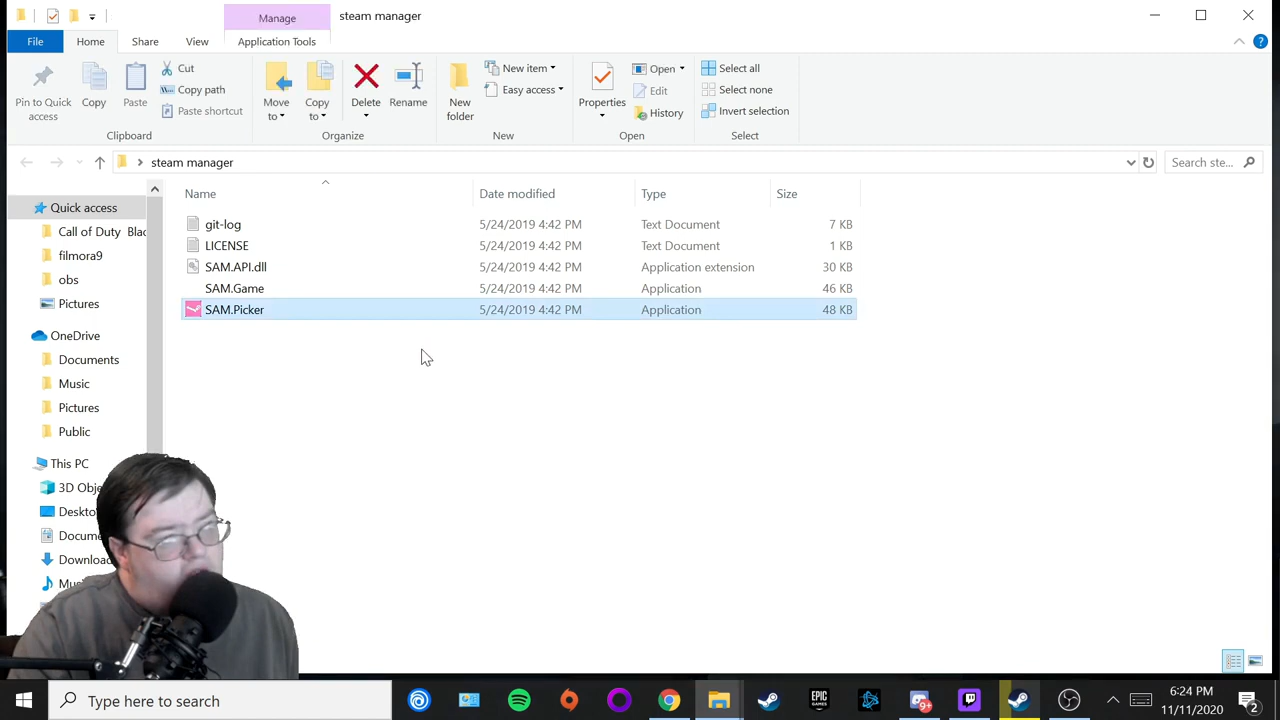 Manage
steam manager
File
Home
Share
View
Application Tools
Pin to Quick access
Copy
Paste
Cut
Copy path
Paste shortcut
Move to
Copy to
Delete
Rename
New folder
New item
Easy access
Properties
Open
Edit
History
Select all
Select none
Invert selection
Clipboard
Organize
New
Open
Select
steam manager
Search ste...
Name
Date modified
Type
Size
git-log 5/24/2019 4:42 PM Text Document 7 KB
LICENSE 5/24/2019 4:42 PM Text Document 1 KB
SAM.API.dll 5/24/2019 4:42 PM Application extension 30 KB
SAM.Game 5/24/2019 4:42 PM Application 46 KB
SAM.Picker 5/24/2019 4:42 PM Application 48 KB
Quick access
Call of Duty Blac
filmora9
obs
Pictures
OneDrive
Documents
Music
Pictures
Public
This PC
3D Obje
Deskto
Docume
Download
Mus
Type here to search
EPIC GAMES
9+
6:24 PM
11/11/2020
2